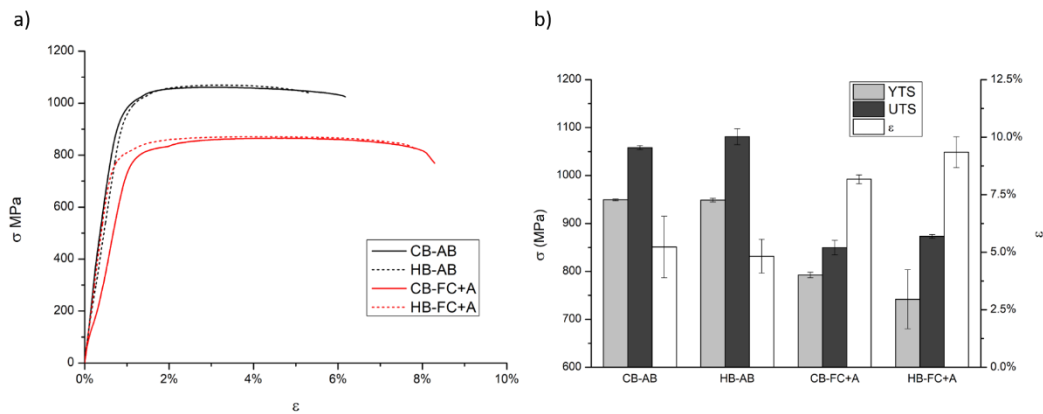 a)
1200
1000
800
600
400
200
0
σ MPa
0% 2% 4% 6% 8% 10%
ε
CB-AB
HB-AB
CB-FC+A
HB-FC+A
b)
1200
1100
1000
900
800
700
600
σ (MPa)
YTS
UTS
ε
12.5%
10.0%
7.5%
5.0%
2.5%
0.0%
ε
CB-AB HB-AB CB-FC+A HB-FC+A